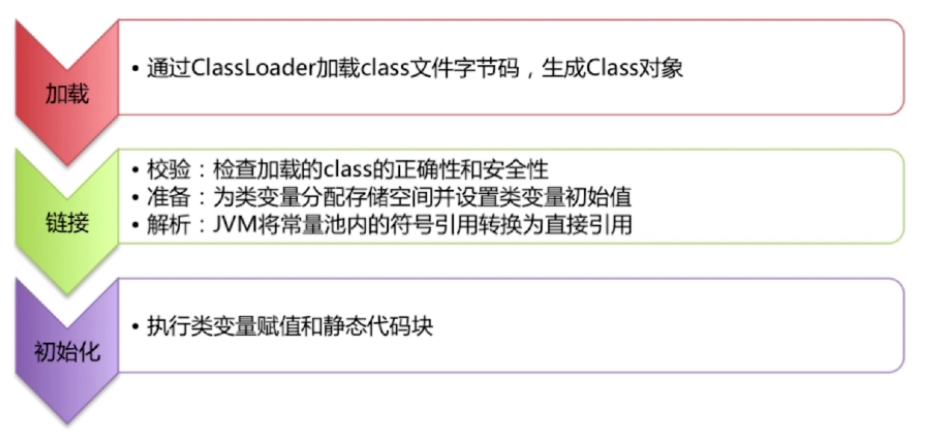 加载
• 通过ClassLoader加载class文件字节码，生成Class对象
链接
• 校验：检查加载的class的正确性和安全性
• 准备：为类变量分配存储空间并设置类变量初始值
• 解析：JVM将常量池内的符号引用转换为直接引用
初始化
• 执行类变量赋值和静态代码块